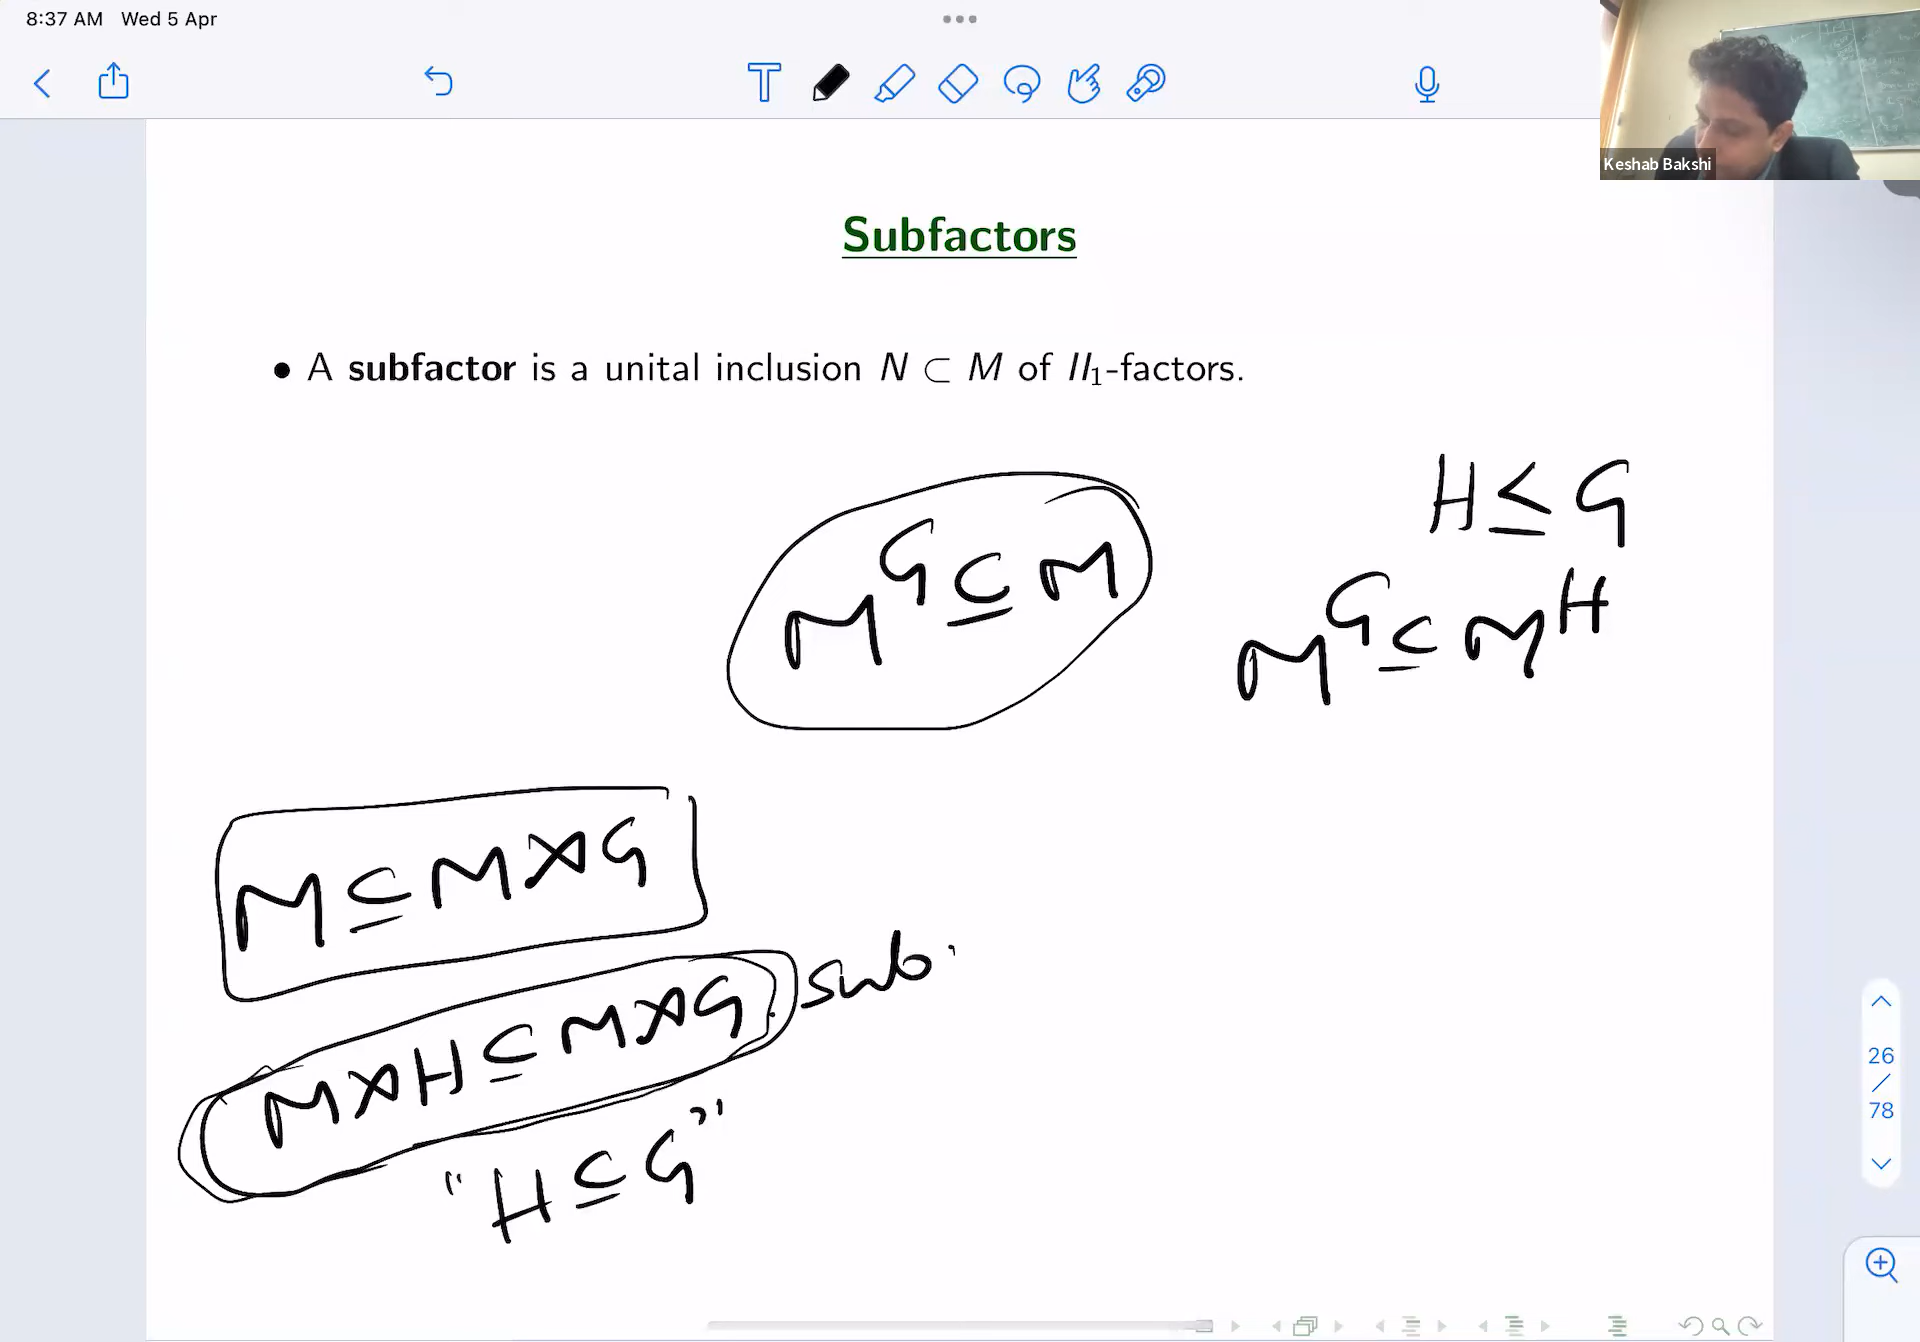 8:37 AM Wed 5 Apr
Keshab Bakshi
Subfactors
• A subfactor is a unital inclusion N ⊂ M of II₁-factors.
H ≤ G
M^G ⊆ M
M^G ⊆ M^H
M ⊆ M⋊G
M⋊H ⊆ M⋊G sub.
"H ⊆ G"
26
/
78